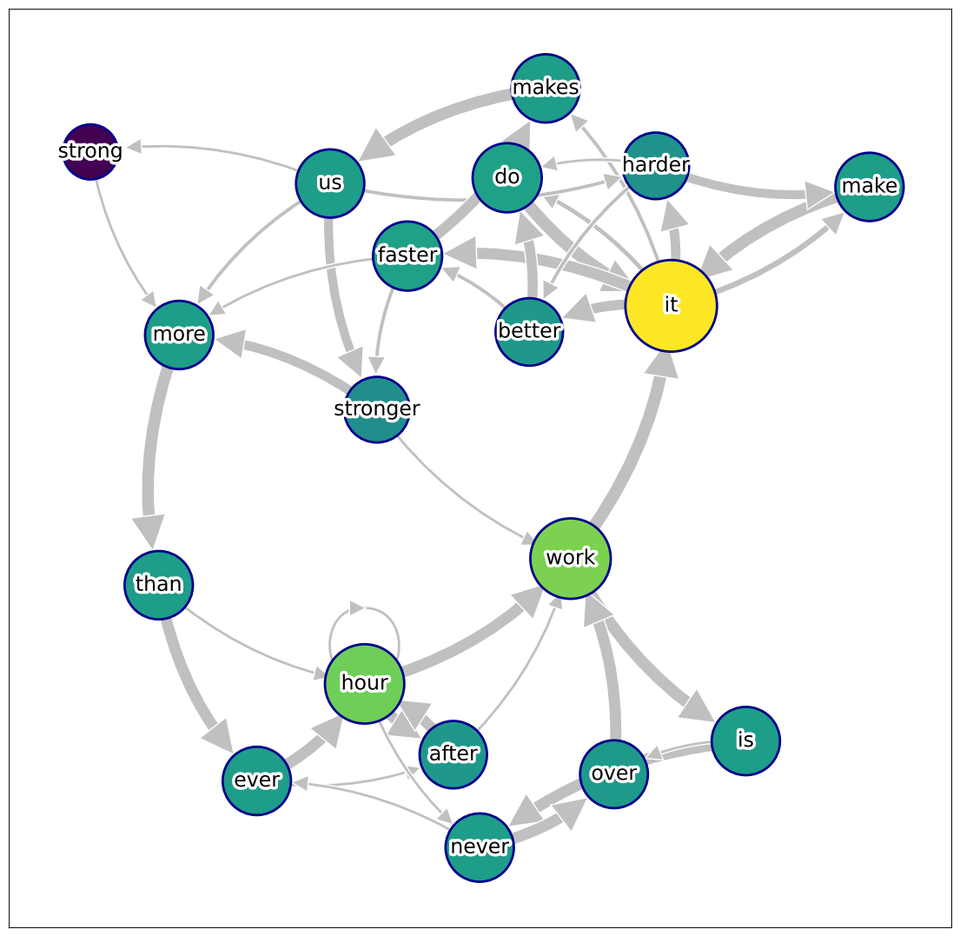 makes
strong
us
do
harder
make
faster
it
more
better
stronger
work
than
hour
ever
after
over
is
never